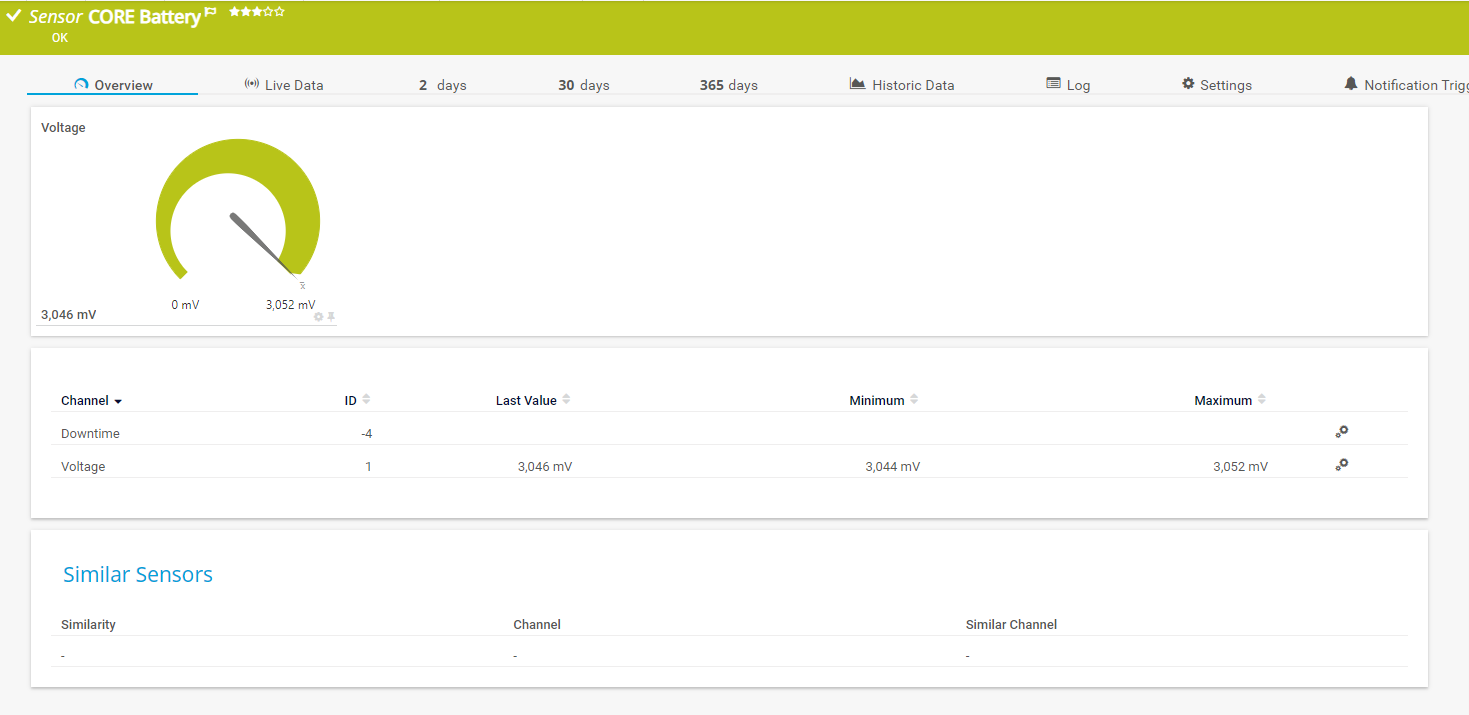 Sensor CORE Battery
OK
Overview Live Data 2 days 30 days 365 days Historic Data Log Settings Notification Trigg
Voltage
x̄
0 mV 3,052 mV
3,046 mV
Channel ID Last Value Minimum Maximum
Downtime -4
Voltage 1 3,046 mV 3,044 mV 3,052 mV
Similar Sensors
Similarity Channel Similar Channel
- - -